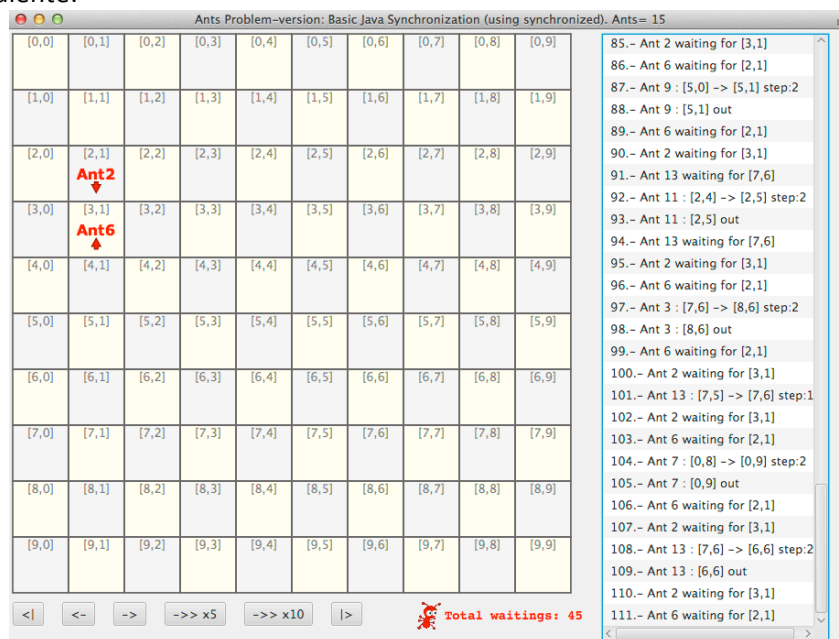 diente:
Ants Problem-version: Basic Java Synchronization (using synchronized). Ants= 15
[0,0] [0,1] [0,2] [0,3] [0,4] [0,5] [0,6] [0,7] [0,8] [0,9]
[1,0] [1,1] [1,2] [1,3] [1,4] [1,5] [1,6] [1,7] [1,8] [1,9]
[2,0] [2,1] [2,2] [2,3] [2,4] [2,5] [2,6] [2,7] [2,8] [2,9]
Ant2
[3,0] [3,1] [3,2] [3,3] [3,4] [3,5] [3,6] [3,7] [3,8] [3,9]
Ant6
[4,0] [4,1] [4,2] [4,3] [4,4] [4,5] [4,6] [4,7] [4,8] [4,9]
[5,0] [5,1] [5,2] [5,3] [5,4] [5,5] [5,6] [5,7] [5,8] [5,9]
[6,0] [6,1] [6,2] [6,3] [6,4] [6,5] [6,6] [6,7] [6,8] [6,9]
[7,0] [7,1] [7,2] [7,3] [7,4] [7,5] [7,6] [7,7] [7,8] [7,9]
[8,0] [8,1] [8,2] [8,3] [8,4] [8,5] [8,6] [8,7] [8,8] [8,9]
[9,0] [9,1] [9,2] [9,3] [9,4] [9,5] [9,6] [9,7] [9,8] [9,9]
<| <- -> ->> x5 ->> x10 |> Total waitings: 45
85.- Ant 2 waiting for [3,1]
86.- Ant 6 waiting for [2,1]
87.- Ant 9 : [5,0] -> [5,1] step:2
88.- Ant 9 : [5,1] out
89.- Ant 6 waiting for [2,1]
90.- Ant 2 waiting for [3,1]
91.- Ant 13 waiting for [7,6]
92.- Ant 11 : [2,4] -> [2,5] step:2
93.- Ant 11 : [2,5] out
94.- Ant 13 waiting for [7,6]
95.- Ant 2 waiting for [3,1]
96.- Ant 6 waiting for [2,1]
97.- Ant 3 : [7,6] -> [8,6] step:2
98.- Ant 3 : [8,6] out
99.- Ant 6 waiting for [2,1]
100.- Ant 2 waiting for [3,1]
101.- Ant 13 : [7,5] -> [7,6] step:1
102.- Ant 2 waiting for [3,1]
103.- Ant 6 waiting for [2,1]
104.- Ant 7 : [0,8] -> [0,9] step:2
105.- Ant 7 : [0,9] out
106.- Ant 6 waiting for [2,1]
107.- Ant 2 waiting for [3,1]
108.- Ant 13 : [7,6] -> [6,6] step:2
109.- Ant 13 : [6,6] out
110.- Ant 2 waiting for [3,1]
111.- Ant 6 waiting for [2,1]